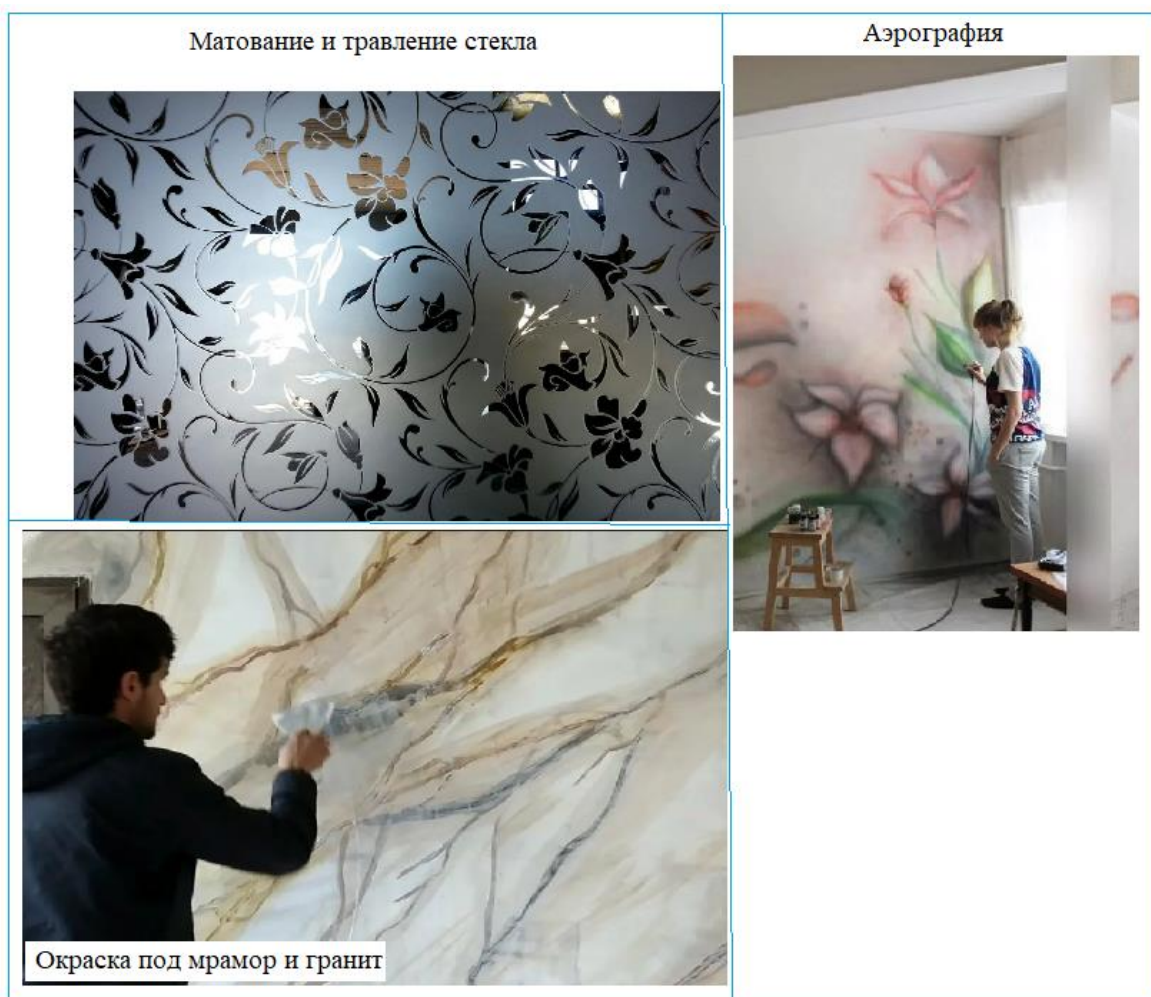 Матование и травление стекла
Аэрография
Окраска под мрамор и гранит